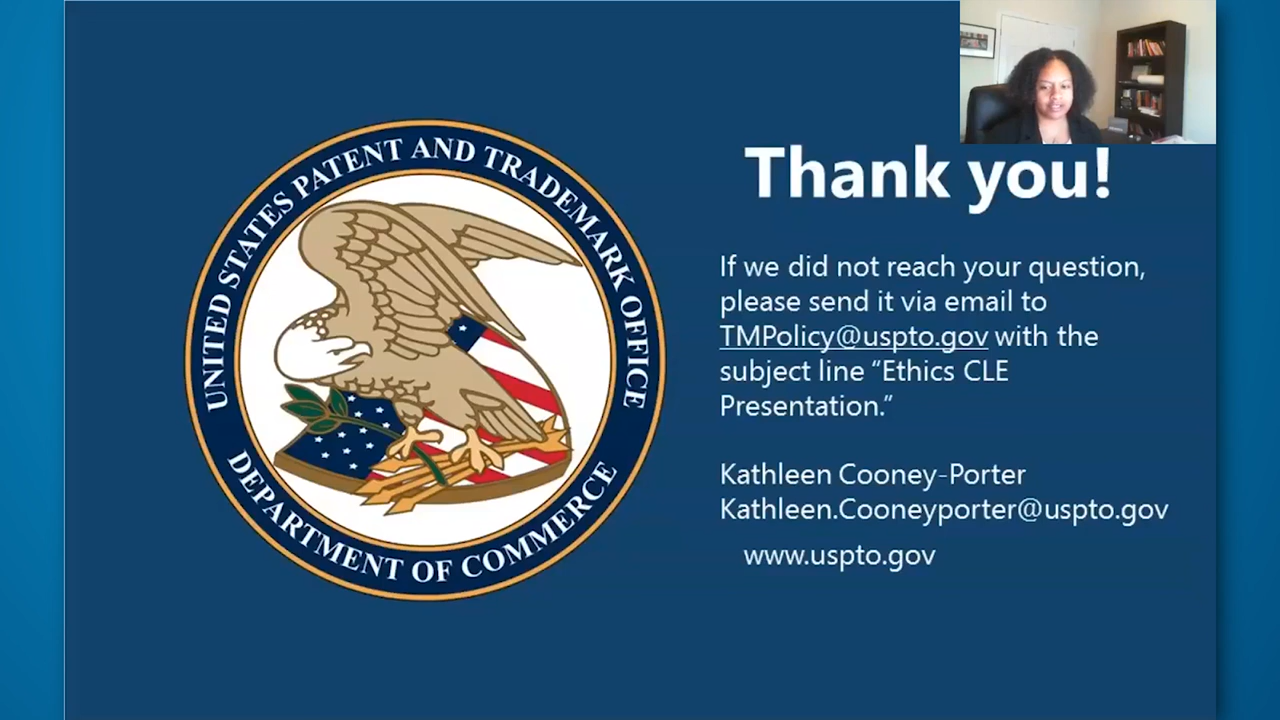 UNITED STATES PATENT AND TRADEMARK OFFICE
DEPARTMENT OF COMMERCE
Thank you!
If we did not reach your question,
please send it via email to
TMPolicy@uspto.gov with the
subject line “Ethics CLE
Presentation.”
Kathleen Cooney-Porter
Kathleen.Cooneyporter@uspto.gov
www.uspto.gov